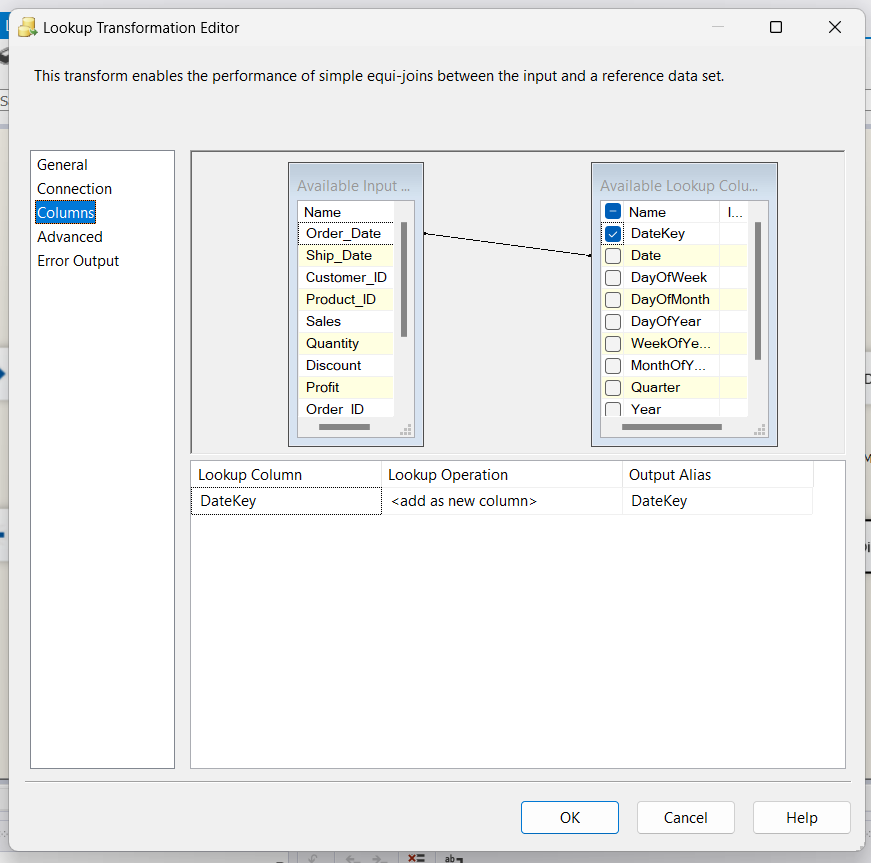 Lookup Transformation Editor
This transform enables the performance of simple equi-joins between the input and a reference data set.
General
Connection
Columns
Advanced
Error Output
Available Input ...
Name
Order_Date
Ship_Date
Customer_ID
Product_ID
Sales
Quantity
Discount
Profit
Order_ID
Available Lookup Colu...
Name I...
DateKey
Date
DayOfWeek
DayOfMonth
DayOfYear
WeekOfYe...
MonthOfY...
Quarter
Year
Lookup Column Lookup Operation Output Alias
DateKey <add as new column> DateKey
OK Cancel Help
ab